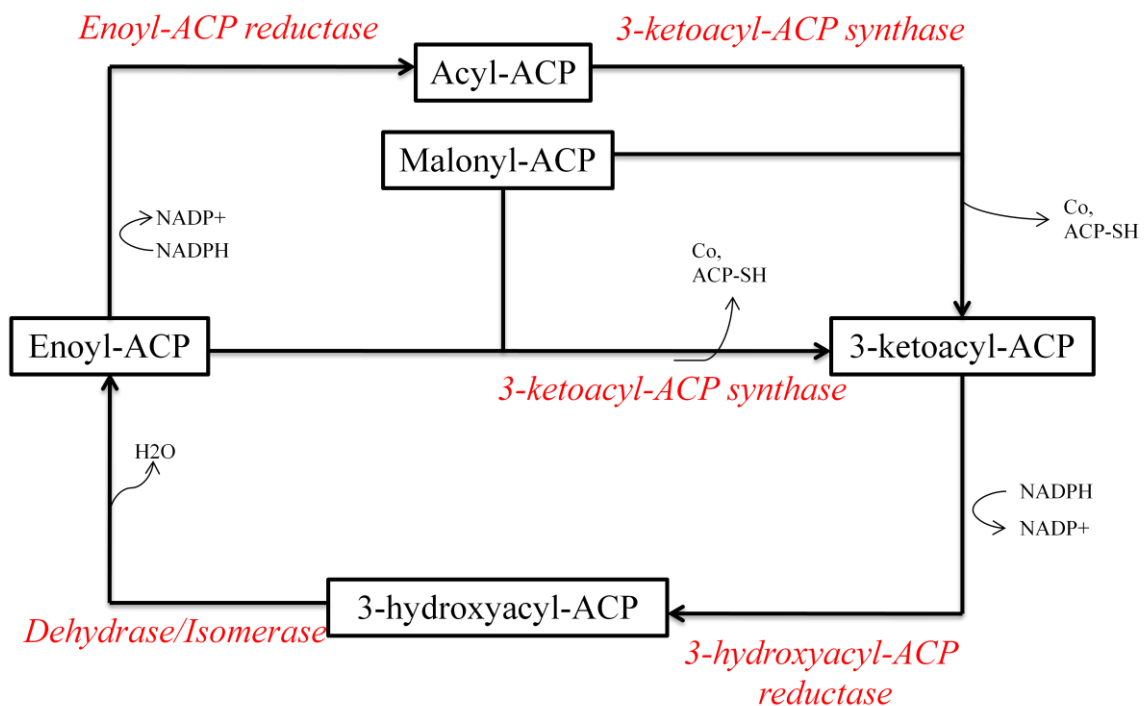 Enoyl-ACP reductase
3-ketoacyl-ACP synthase
Acyl-ACP
Malonyl-ACP
NADP+
NADPH
Co,
ACP-SH
Co,
ACP-SH
Enoyl-ACP
3-ketoacyl-ACP
3-ketoacyl-ACP synthase
H2O
NADPH
NADP+
3-hydroxyacyl-ACP
Dehydrase/Isomerase
3-hydroxyacyl-ACP
reductase